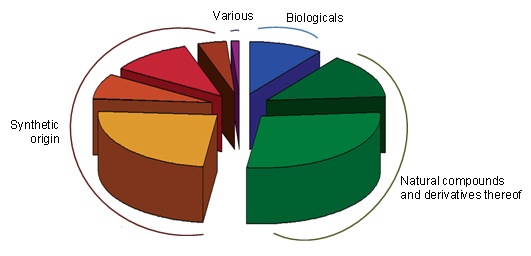 Various
Biologicals
Synthetic
origin
Natural compounds
and derivatives thereof